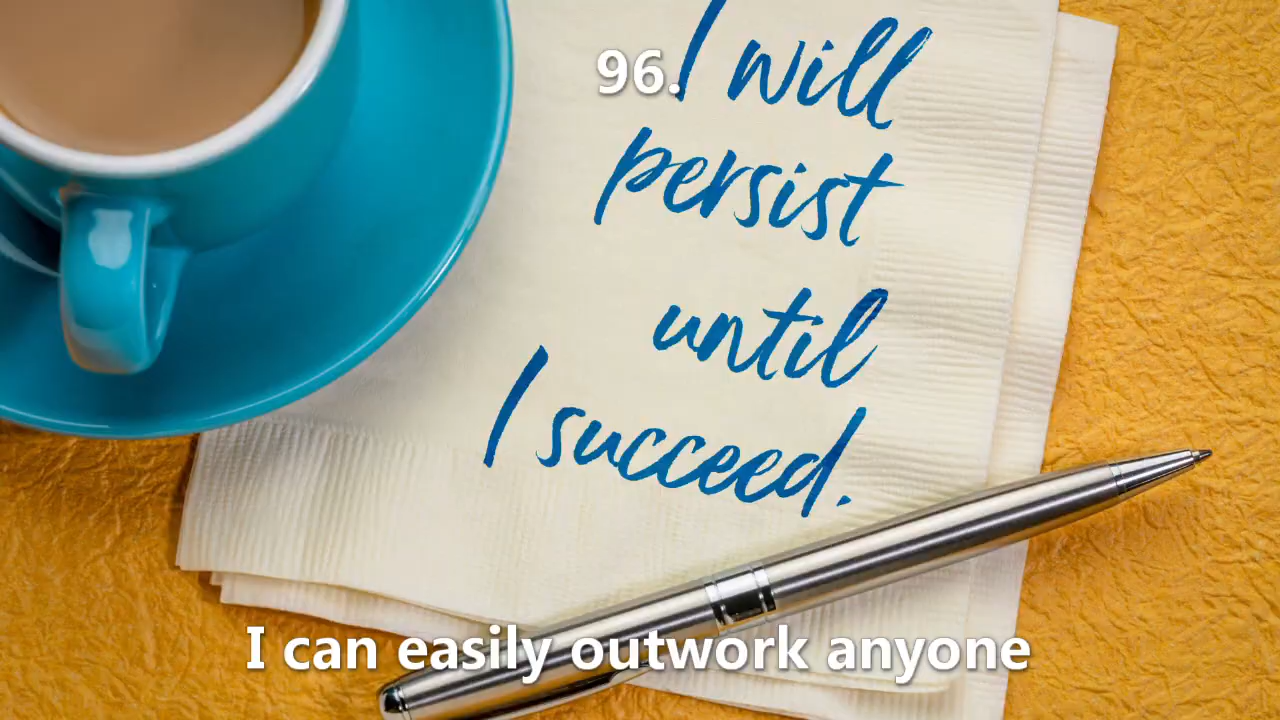 96.
I will
persist
until
I succeed.
I can easily outwork anyone